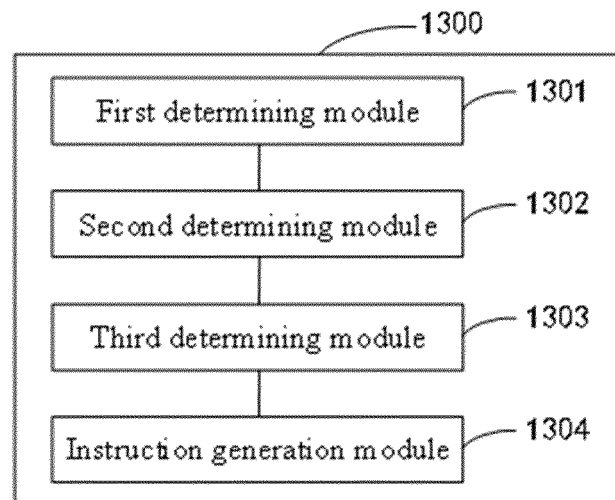 1300
First determining module
1301
Second determining module
1302
Third determining module
1303
Instruction generation module
1304